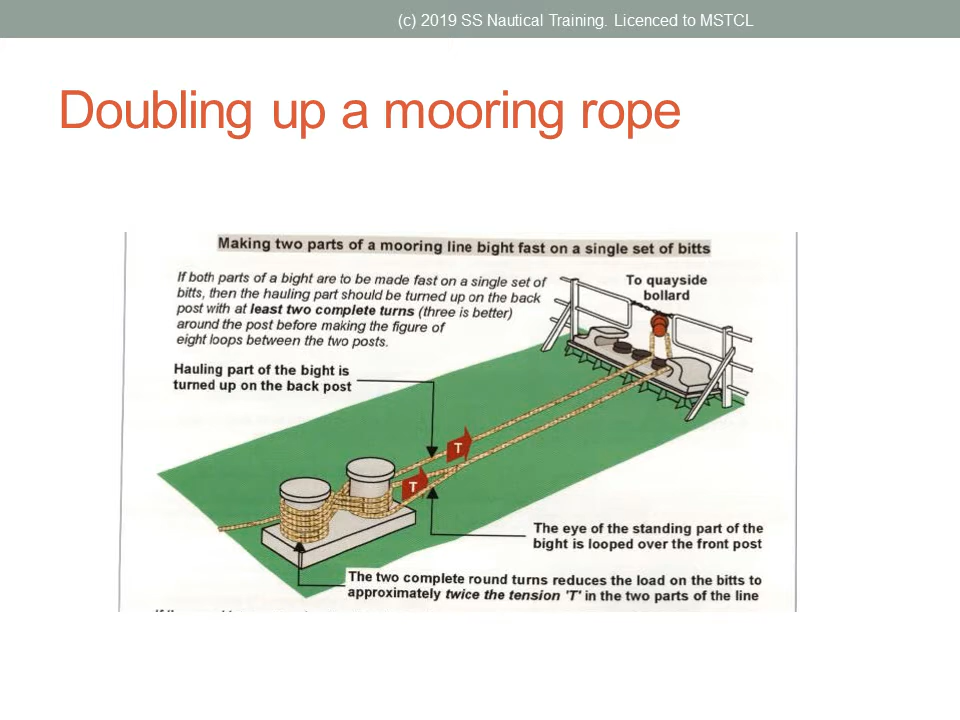 (c) 2019 SS Nautical Training. Licenced to MSTCL
Doubling up a mooring rope
Making two parts of a mooring line bight fast on a single set of bitts
If both parts of a bight are to be made fast on a single set of
bitts, then the hauling part should be turned up on the back
post with at least two complete turns (three is better)
around the post before making the figure of
eight loops between the two posts.
To quayside
bollard
Hauling part of the bight is
turned up on the back post
T
T
The eye of the standing part of the
bight is looped over the front post
The two complete round turns reduces the load on the bitts to
approximately twice the tension 'T' in the two parts of the line